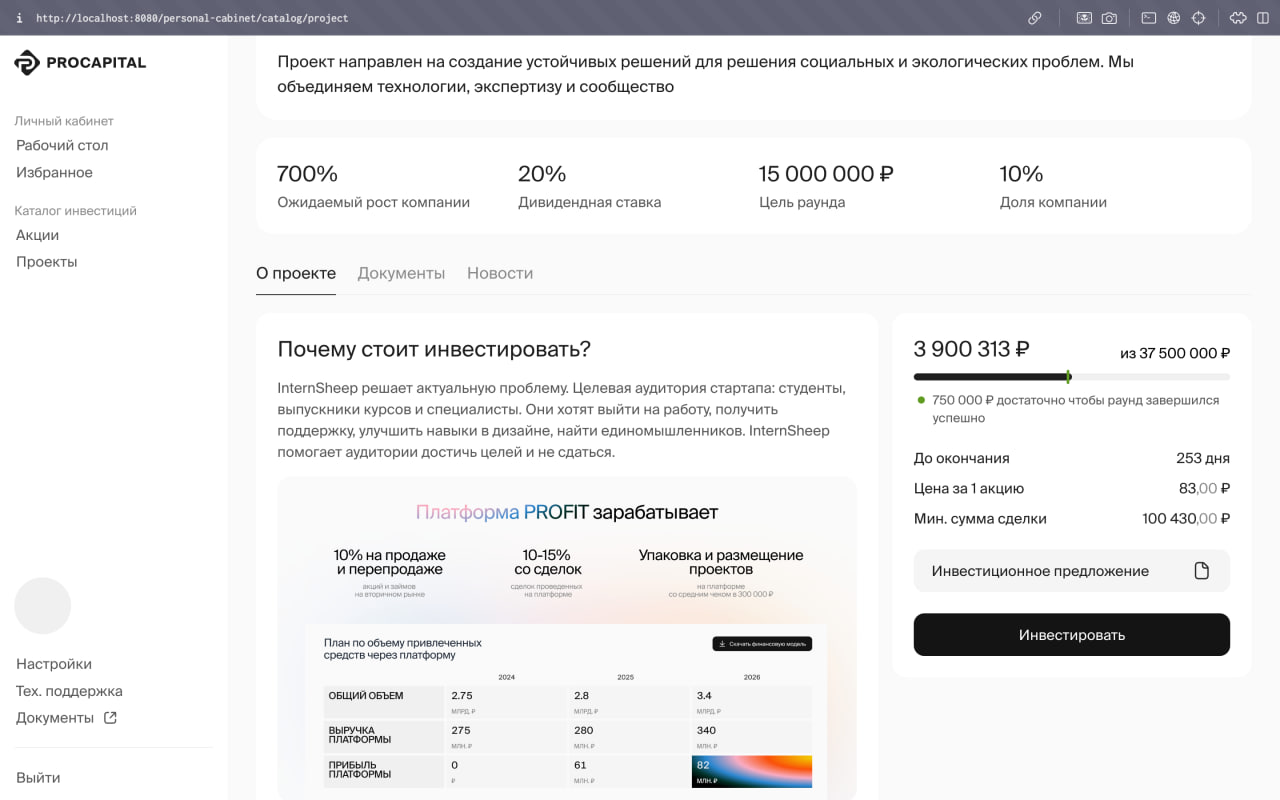 i http://localhost:8080/personal-cabinet/catalog/project
PROCAPITAL
Личный кабинет
Рабочий стол
Избранное
Каталог инвестиций
Акции
Проекты
Настройки
Тех. поддержка
Документы
Выйти
Проект направлен на создание устойчивых решений для решения социальных и экологических проблем. Мы
объединяем технологии, экспертизу и сообщество
700% 20% 15 000 000 ₽ 10%
Ожидаемый рост компании Дивидендная ставка Цель раунда Доля компании
О проекте Документы Новости
Почему стоит инвестировать?
InternSheep решает актуальную проблему. Целевая аудитория стартапа: студенты,
выпускники курсов и специалисты. Они хотят выйти на работу, получить
поддержку, улучшить навыки в дизайне, найти единомышленников. InternSheep
помогает аудитории достичь целей и не сдаться.
Платформа PROFIT зарабатывает
10% на продаже
и перепродаже
акций и займов
на вторичном рынке
10-15%
со сделок
сделок проведенных
на платформе
Упаковка и размещение
проектов
на платформе
со средним чеком в 300 000 ₽
План по объему привлеченных
средств через платформу
Скачать финансовую модель
2024 2025 2026
ОБЩИЙ ОБЪЕМ 2.75 2.8 3.4
МЛРД. ₽ МЛРД. ₽ МЛРД. ₽
ВЫРУЧКА
ПЛАТФОРМЫ
275 280 340
МЛН. ₽ МЛН. ₽ МЛН. ₽
ПРИБЫЛЬ
ПЛАТФОРМЫ
0 61 82
₽ МЛН. ₽ МЛН. ₽
3 900 313 ₽ из 37 500 000 ₽
750 000 ₽ достаточно чтобы раунд завершился
успешно
До окончания 253 дня
Цена за 1 акцию 83,00 ₽
Мин. сумма сделки 100 430,00 ₽
Инвестиционное предложение
Инвестировать